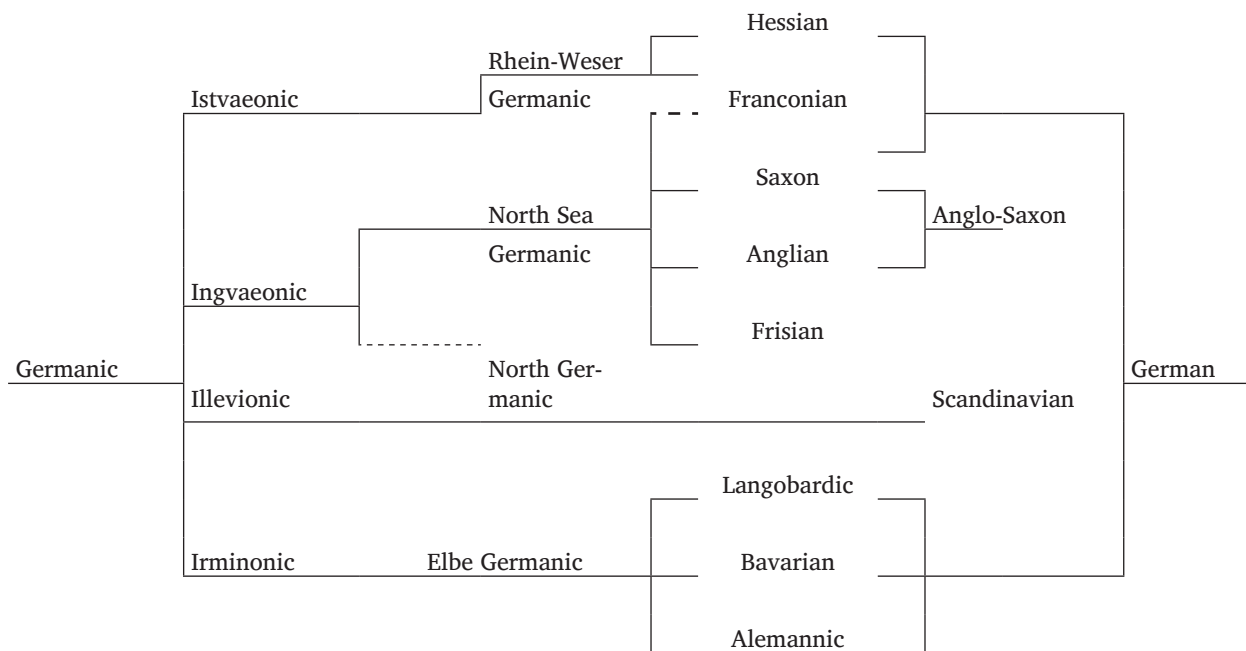 Hessian
Rhein-Weser
Istvaeonic Germanic Franconian
Saxon
North Sea Anglo-Saxon
Germanic Anglian
Ingvaeonic
Frisian
Germanic North Ger- German
Illevionic manic Scandinavian
Langobardic
Irminonic Elbe Germanic Bavarian
Alemannic